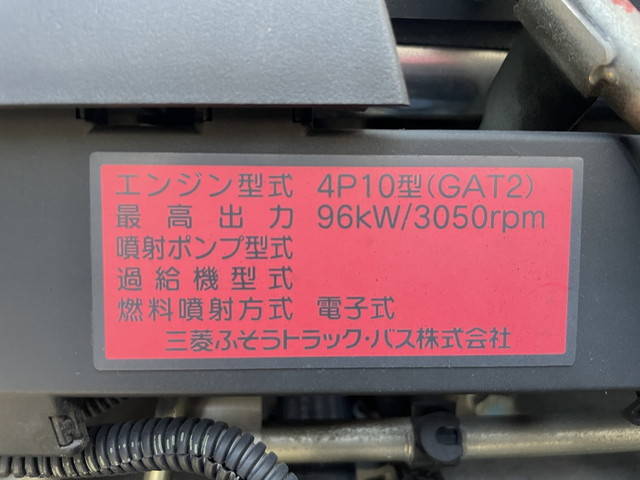 エンジン型式 4P10型(GAT2)
最高出力 96kW/3050rpm
噴射ポンプ型式
過給機型式
燃料噴射方式 電子式
三菱ふそうトラック・バス株式会社